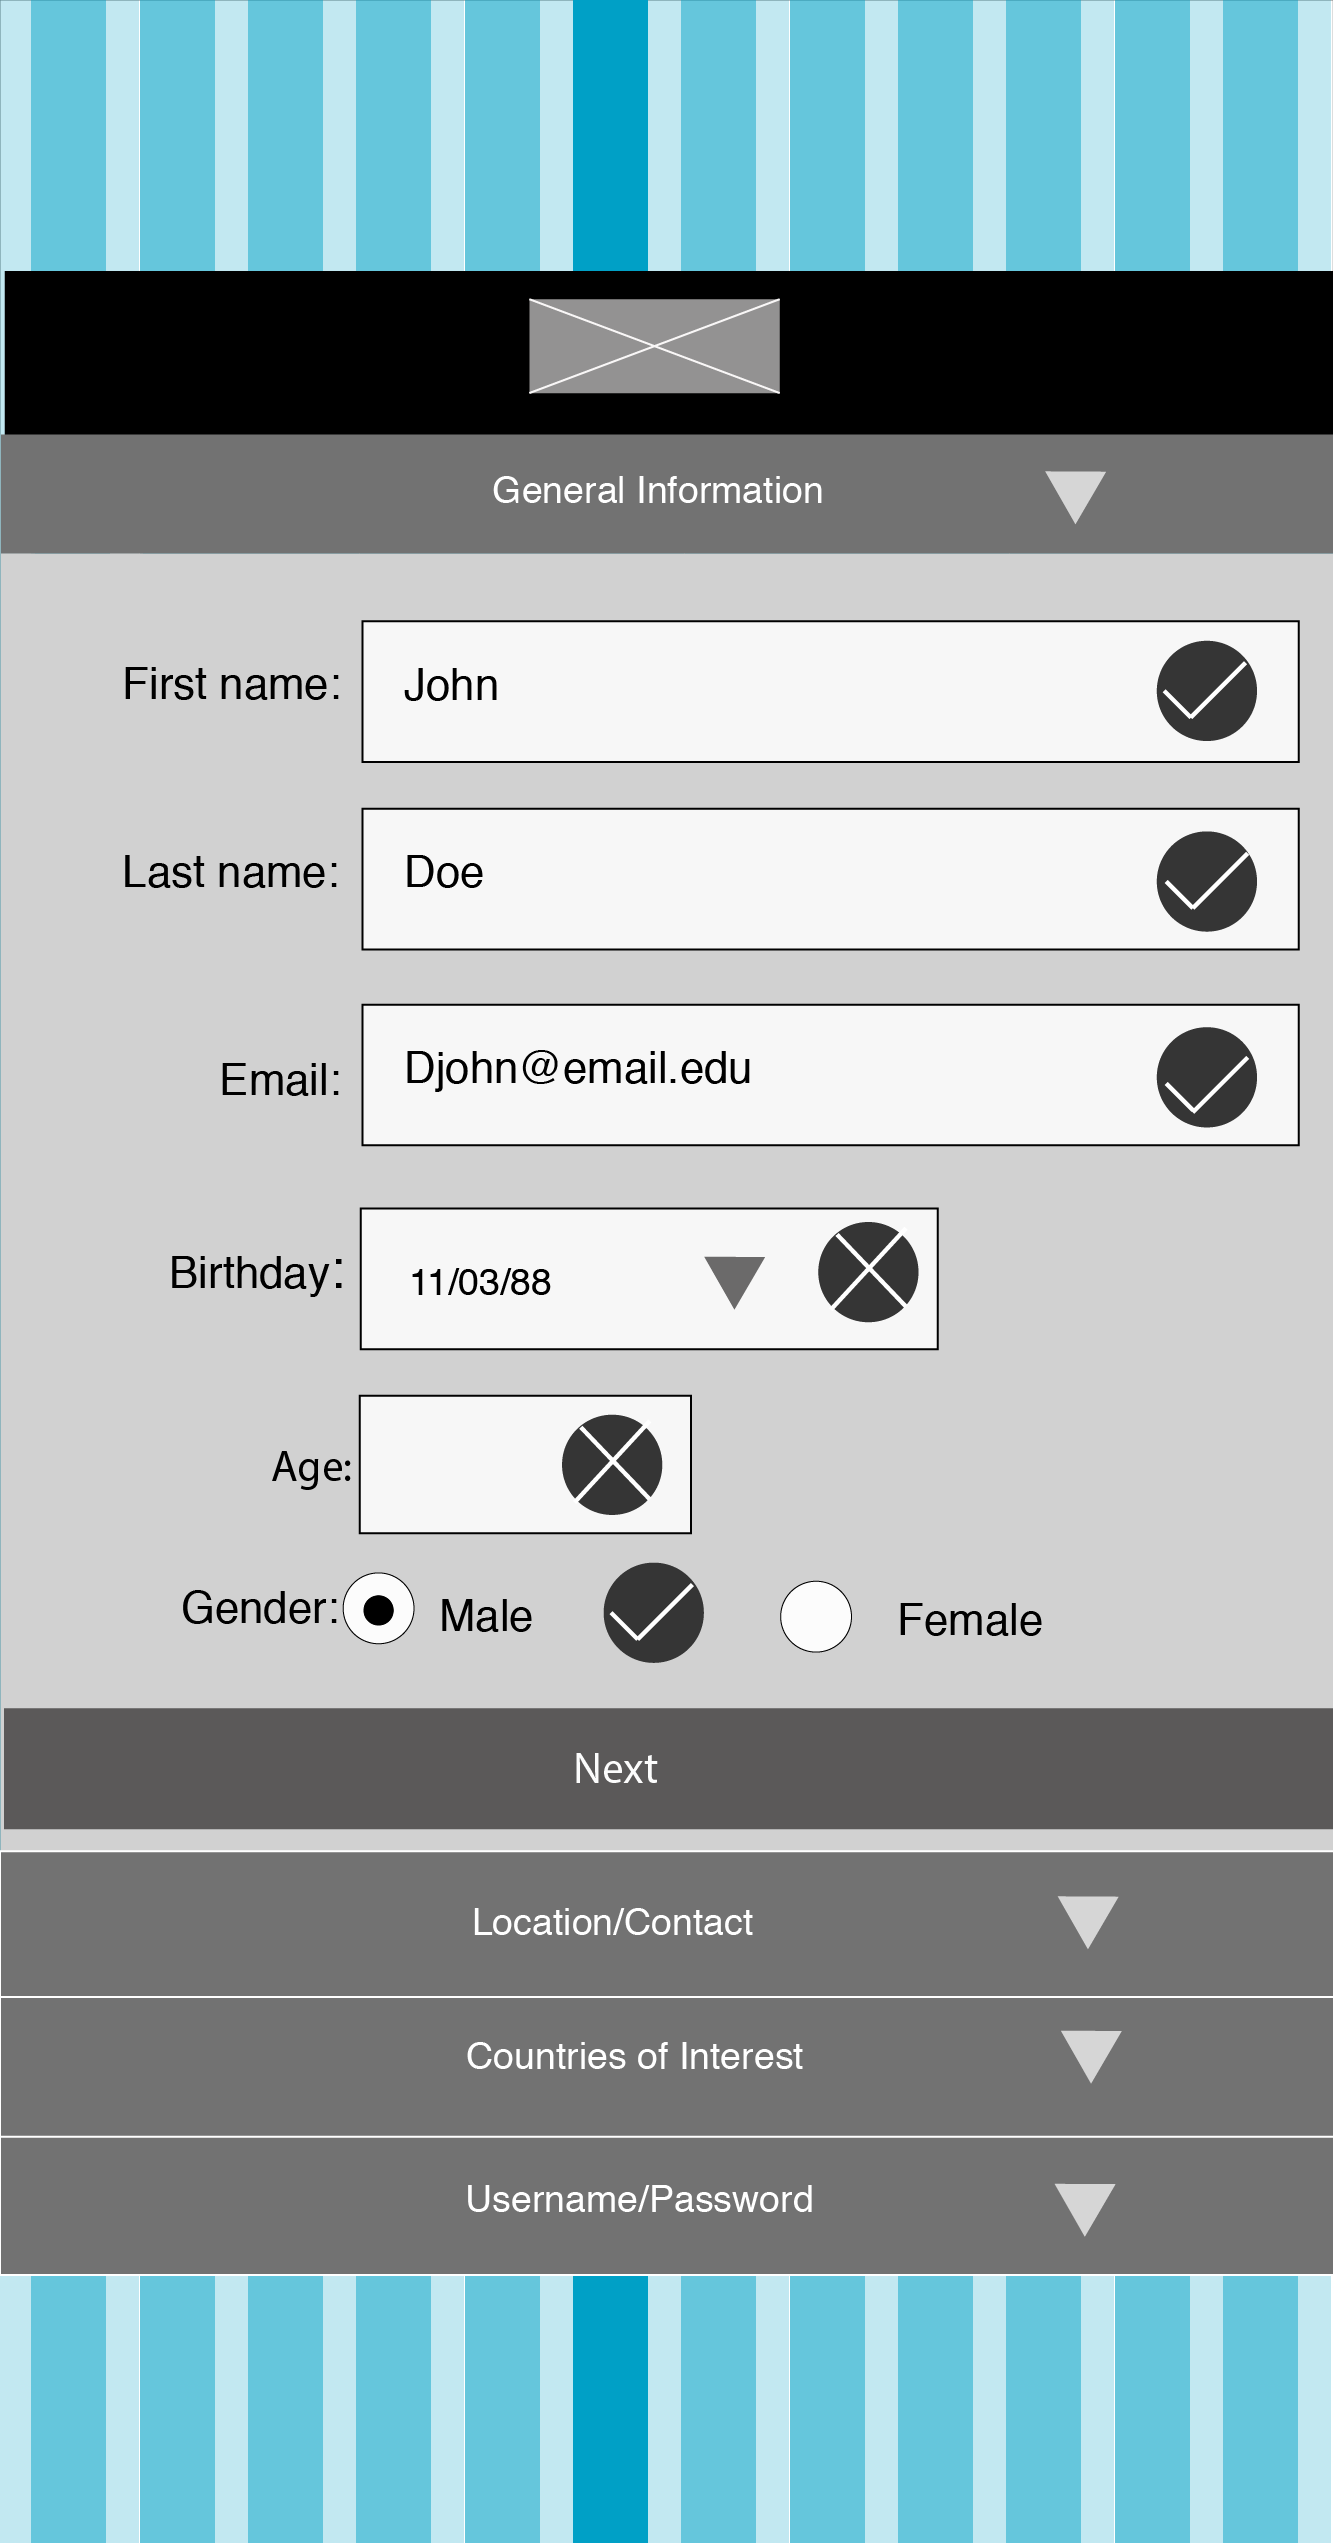 General Information
First name: John
Last name: Doe
Email: Djohn@email.edu
Birthday: 11/03/88
Age:
Gender: Male Female
Next
Location/Contact
Countries of Interest
Username/Password